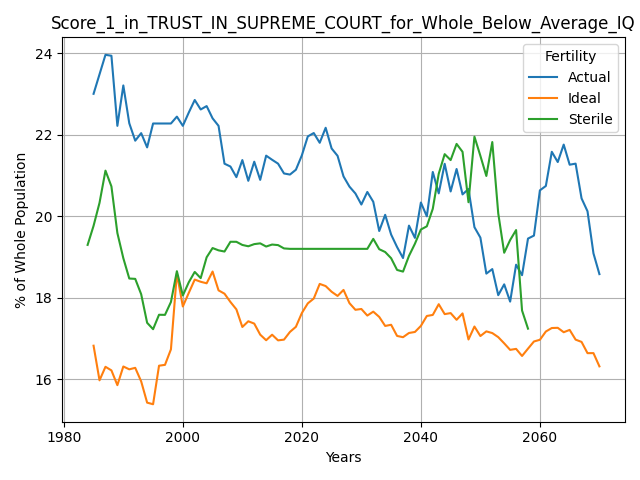 Score_1_in_TRUST_IN_SUPREME_COURT_for_Whole_Below_Average_IQ
Fertility
Actual
Ideal
Sterile
% of Whole Population
24
22
20
18
16
1980
2000
2020
2040
2060
Years